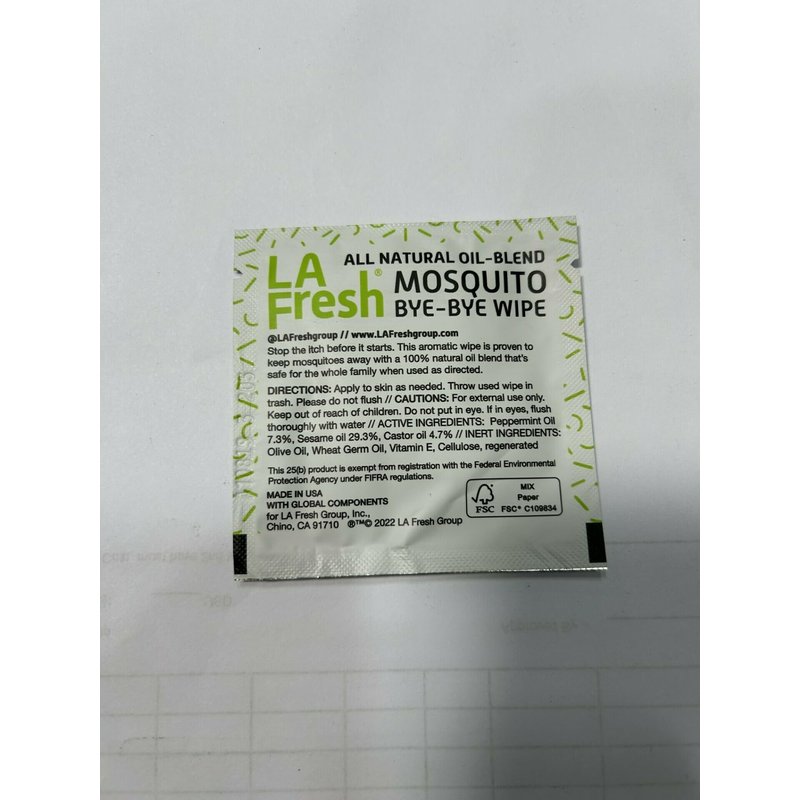 LA
Fresh®
ALL NATURAL OIL-BLEND
MOSQUITO
BYE-BYE WIPE
@LAFreshgroup // www.LAFreshgroup.com
Stop the itch before it starts. This aromatic wipe is proven to
keep mosquitoes away with a 100% natural oil blend that's
safe for the whole family when used as directed.
DIRECTIONS: Apply to skin as needed. Throw used wipe in
trash. Please do not flush // CAUTIONS: For external use only.
Keep out of reach of children. Do not put in eye. If in eyes, flush
thoroughly with water // ACTIVE INGREDIENTS: Peppermint Oil
7.3%, Sesame oil 29.3%, Castor oil 4.7% // INERT INGREDIENTS:
Olive Oil, Wheat Germ Oil, Vitamin E, Cellulose, regenerated
This 25(b) product is exempt from registration with the Federal Environmental
Protection Agency under FIFRA regulations.
MADE IN USA
WITH GLOBAL COMPONENTS
for LA Fresh Group, Inc.,
Chino, CA 91710 ®™© 2022 LA Fresh Group
FSC
MIX
Paper
FSC® C109834